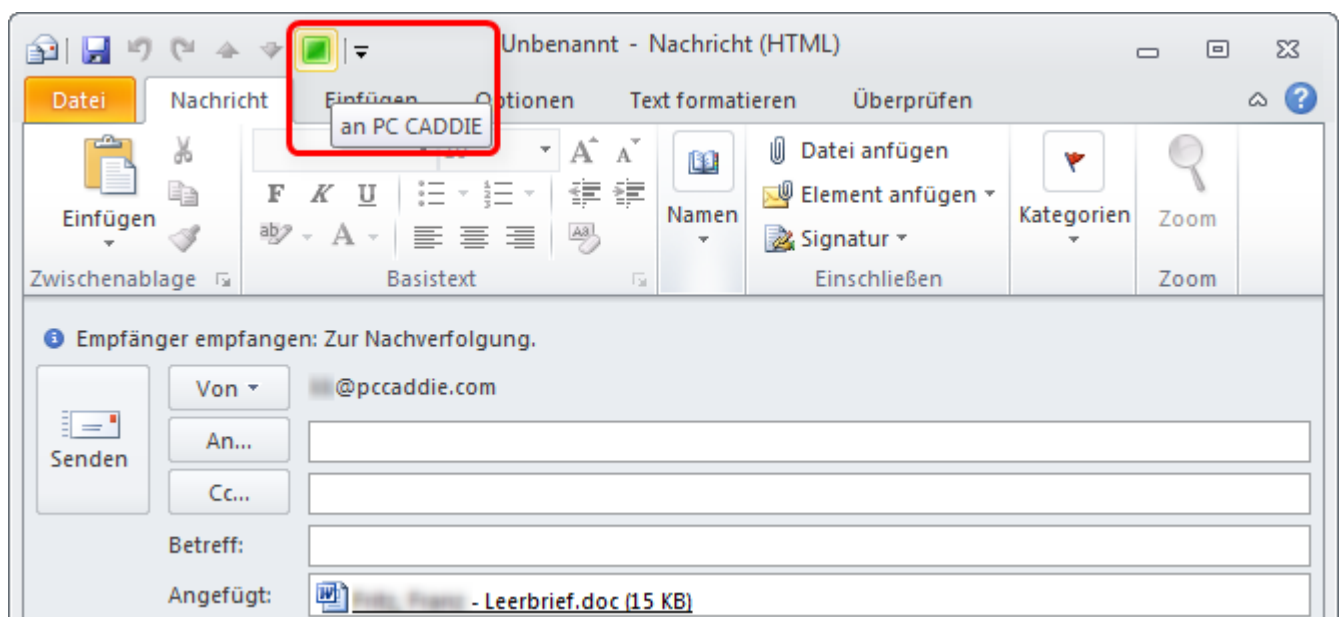 Unbenannt - Nachricht (HTML)
Datei Nachricht Einfügen Optionen Text formatieren Überprüfen
an PC CADDIE
Einfügen
F K U
A A
ab A Aa
Namen
Datei anfügen
Element anfügen
Signatur
Kategorien
Zoom
Zwischenablage Basistext Einschließen Zoom
Empfänger empfangen: Zur Nachverfolgung.
Von @pccaddie.com
An...
Senden
Cc...
Betreff:
Angefügt: - Leerbrief.doc (15 KB)